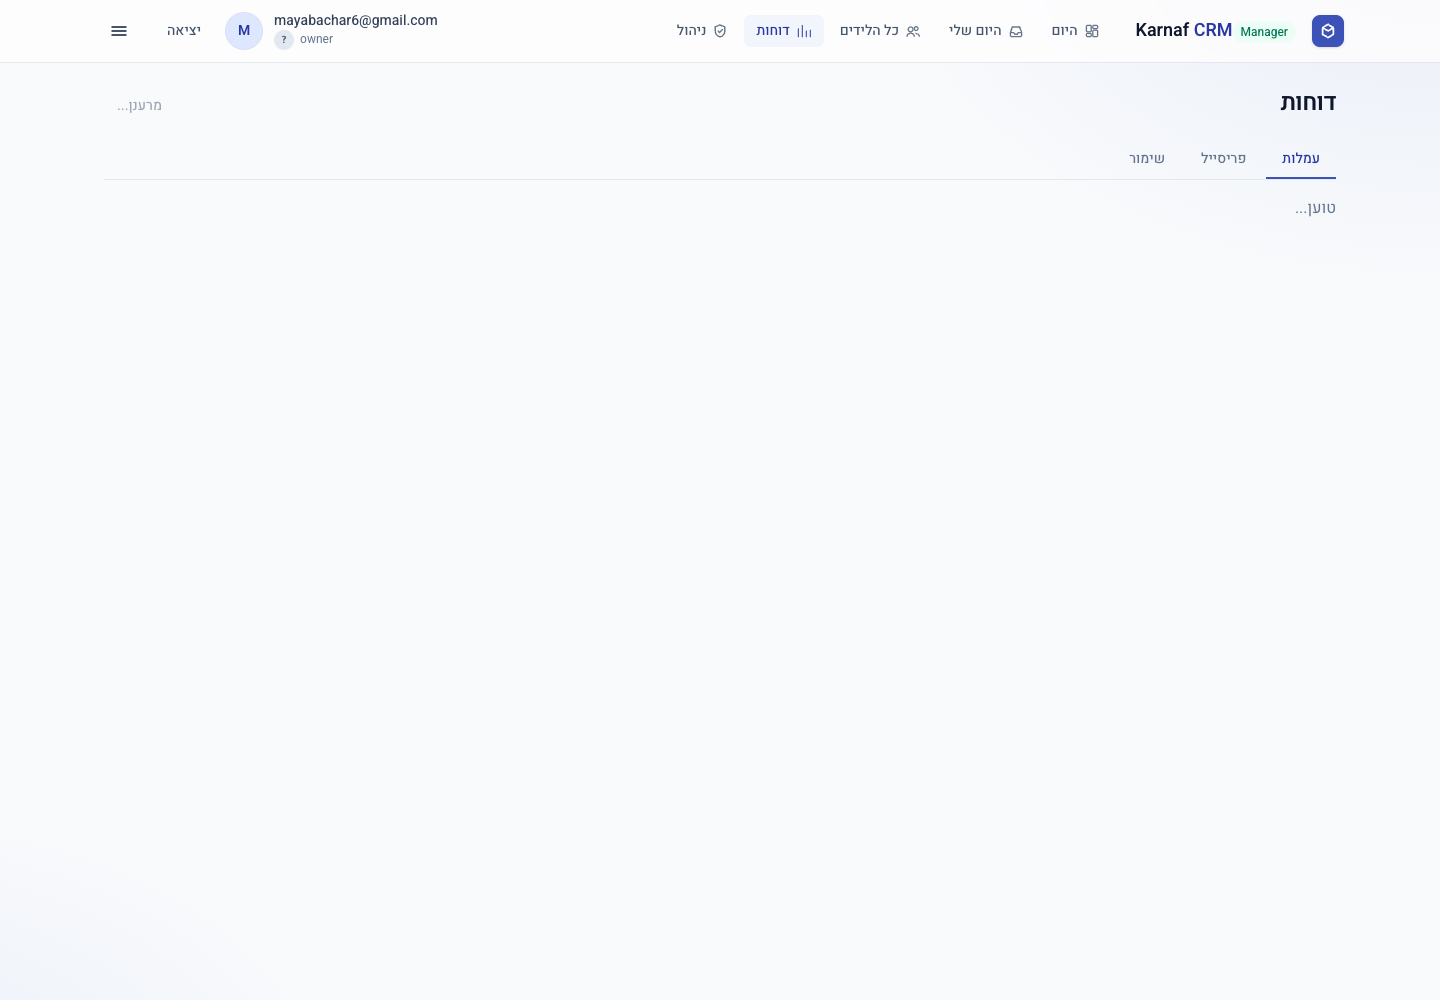 Karnaf CRM Manager
היום
היום שלי
כל הלידים
דוחות
ניהול
mayabachar6@gmail.com
? owner
M
יציאה
דוחות
מרענן...
עמלות
פריסייל
שימור
טוען...